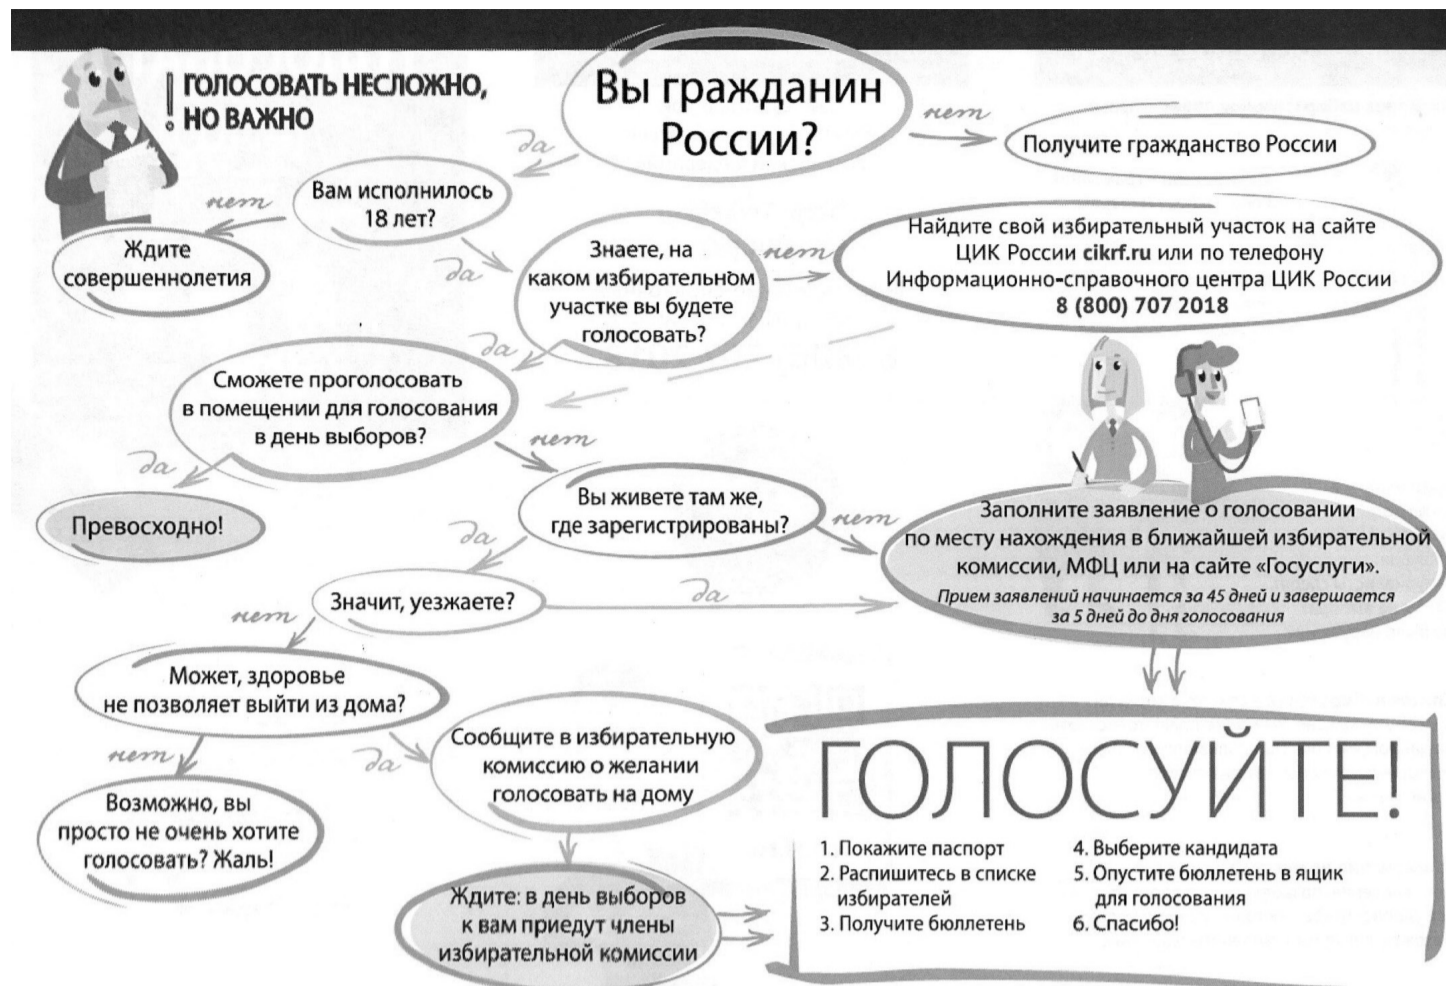 ГОЛОСОВАТЬ НЕСЛОЖНО,
НО ВАЖНО
Вы гражданин
России?
нет
Получите гражданство России
да
Вам исполнилось
18 лет?
нет
Ждите
совершеннолетия
да
Знаете, на
каком избирательном
участке вы будете
голосовать?
нет
Найдите свой избирательный участок на сайте
ЦИК России cikrf.ru или по телефону
Информационно-справочного центра ЦИК России
8 (800) 707 2018
да
Сможете проголосовать
в помещении для голосования
в день выборов?
да
Превосходно!
нет
Вы живете там же,
где зарегистрированы?
нет
Заполните заявление о голосовании
по месту нахождения в ближайшей избирательной
комиссии, МФЦ или на сайте «Госуслуги».
Прием заявлений начинается за 45 дней и завершается
за 5 дней до дня голосования
да
Значит, уезжаете?
да
нет
Может, здоровье
не позволяет выйти из дома?
нет
Возможно, вы
просто не очень хотите
голосовать? Жаль!
да
Сообщите в избирательную
комиссию о желании
голосовать на дому
Ждите: в день выборов
к вам приедут члены
избирательной комиссии
ГОЛОСУЙТЕ!
1. Покажите паспорт
2. Распишитесь в списке
избирателей
3. Получите бюллетень
4. Выберите кандидата
5. Опустите бюллетень в ящик
для голосования
6. Спасибо!